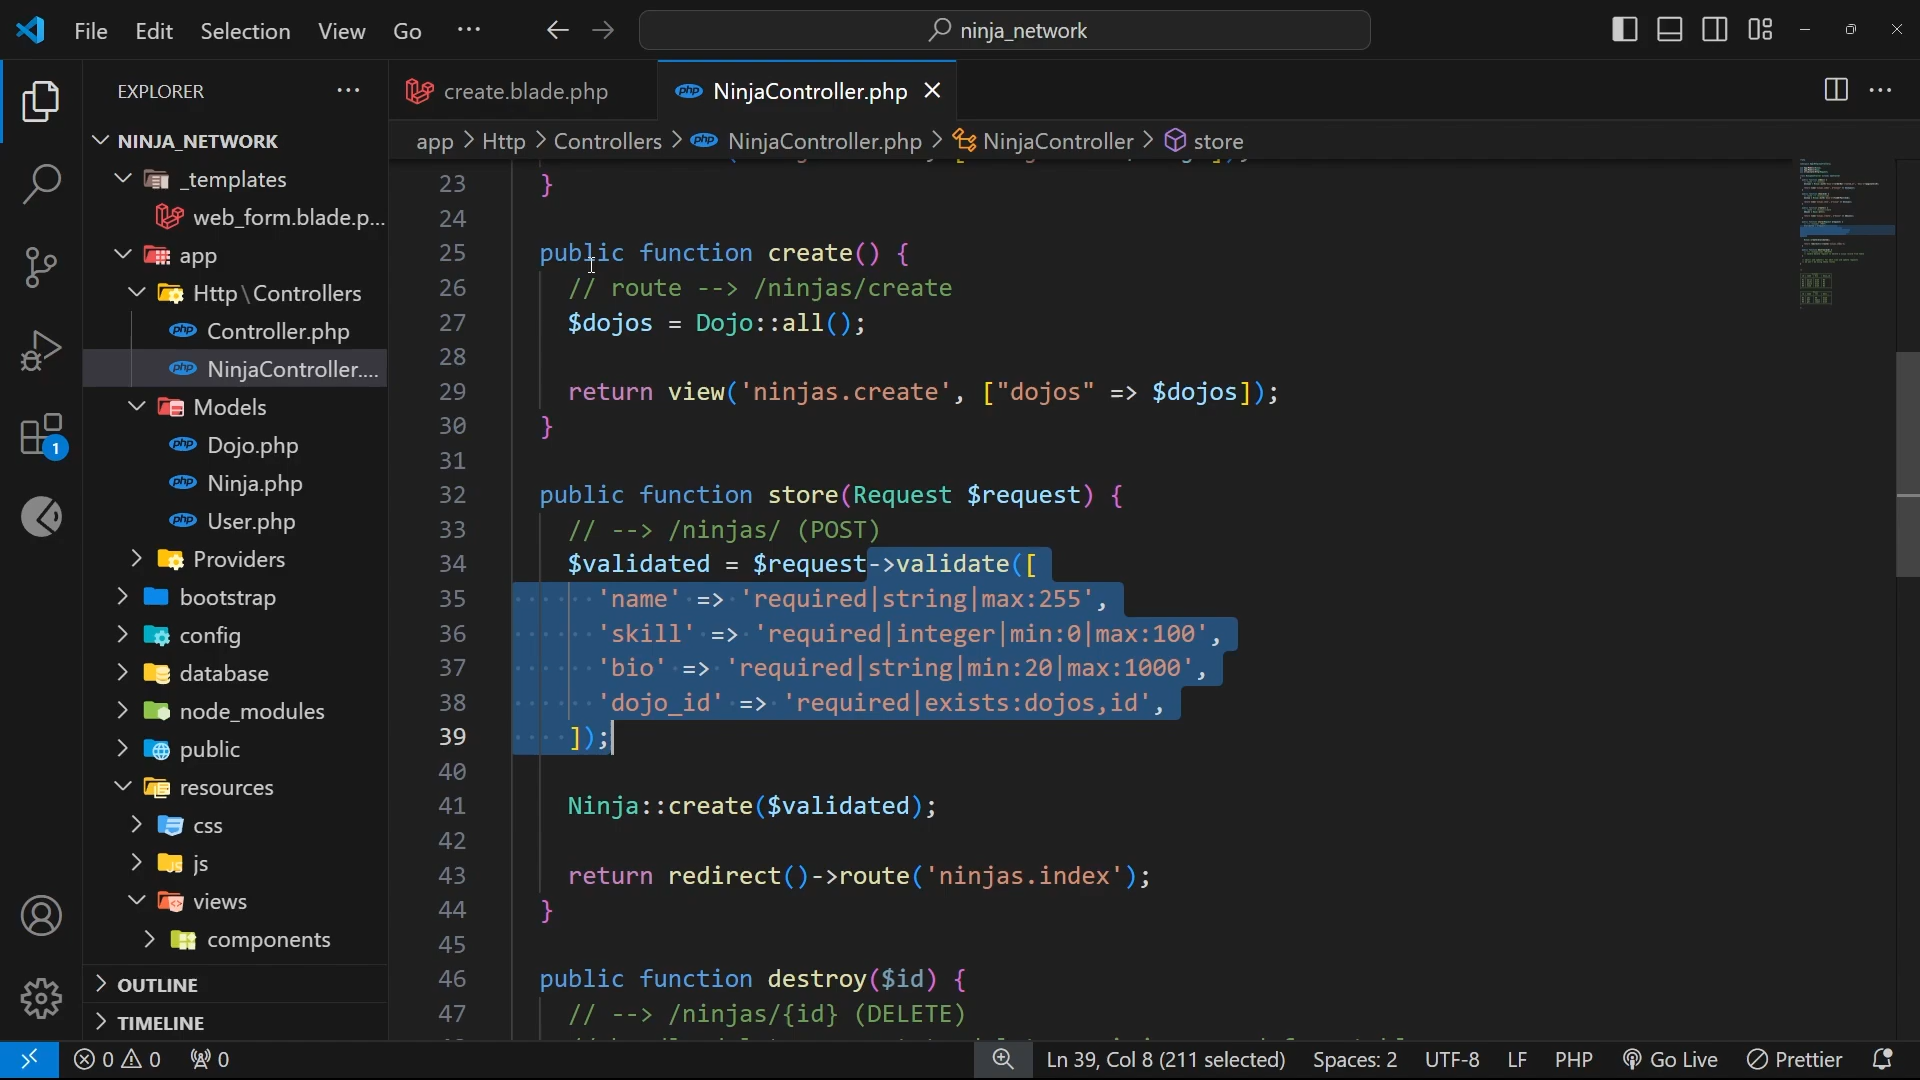 File Edit Selection View Go ··· ninja_network
EXPLORER ···
NINJA_NETWORK
_templates
web_form.blade.p...
app
Http\Controllers
Controller.php
NinjaController....
Models
Dojo.php
Ninja.php
User.php
Providers
bootstrap
config
database
node_modules
public
resources
css
js
views
components
OUTLINE
TIMELINE
1
create.blade.php php NinjaController.php
app > Http > Controllers > php NinjaController.php > NinjaController > store
23 }
24
25 public function create() {
26 // route --> /ninjas/create
27 $dojos = Dojo::all();
28
29 return view('ninjas.create', ["dojos" => $dojos]);
30 }
31
32 public function store(Request $request) {
33 // --> /ninjas/ (POST)
34 $validated = $request->validate([
35 'name' => 'required|string|max:255',
36 'skill' => 'required|integer|min:0|max:100',
37 'bio' => 'required|string|min:20|max:1000',
38 'dojo_id' => 'required|exists:dojos,id',
39 ]);
40
41 Ninja::create($validated);
42
43 return redirect()->route('ninjas.index');
44 }
45
46 public function destroy($id) {
47 // --> /ninjas/{id} (DELETE)
0 0 0 Ln 39, Col 8 (211 selected) Spaces: 2 UTF-8 LF PHP Go Live Prettier